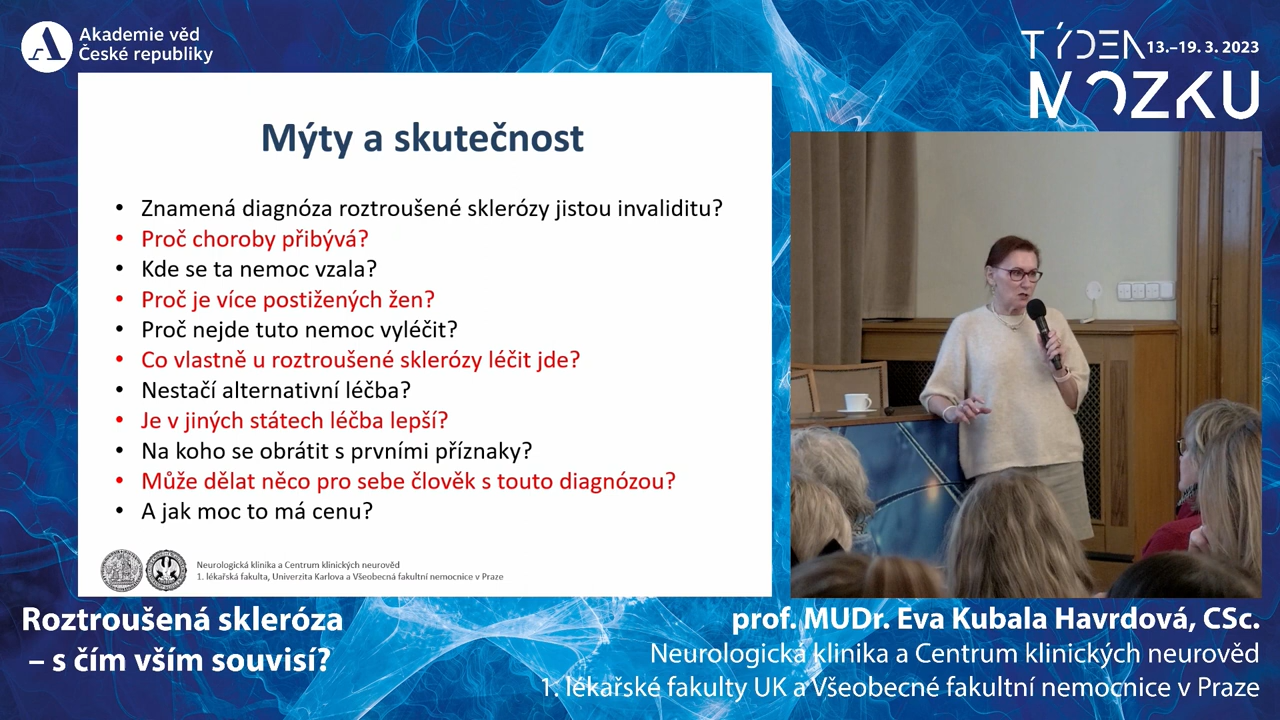 Akademie věd
České republiky
TÝDEN 13.–19. 3. 2023
MOZKU
Mýty a skutečnost
• Znamená diagnóza roztroušené sklerózy jistou invaliditu?
• Proč choroby přibývá?
• Kde se ta nemoc vzala?
• Proč je více postižených žen?
• Proč nejde tuto nemoc vyléčit?
• Co vlastně u roztroušené sklerózy léčit jde?
• Nestačí alternativní léčba?
• Je v jiných státech léčba lepší?
• Na koho se obrátit s prvními příznaky?
• Může dělat něco pro sebe člověk s touto diagnózou?
• A jak moc to má cenu?
Neurologická klinika a Centrum klinických neurověd
1. lékařská fakulta, Univerzita Karlova a Všeobecná fakultní nemocnice v Praze
Roztroušená skleróza
– s čím vším souvisí?
prof. MUDr. Eva Kubala Havrdová, CSc.
Neurologická klinika a Centrum klinických neurověd
1. lékařské fakulty UK a Všeobecné fakultní nemocnice v Praze